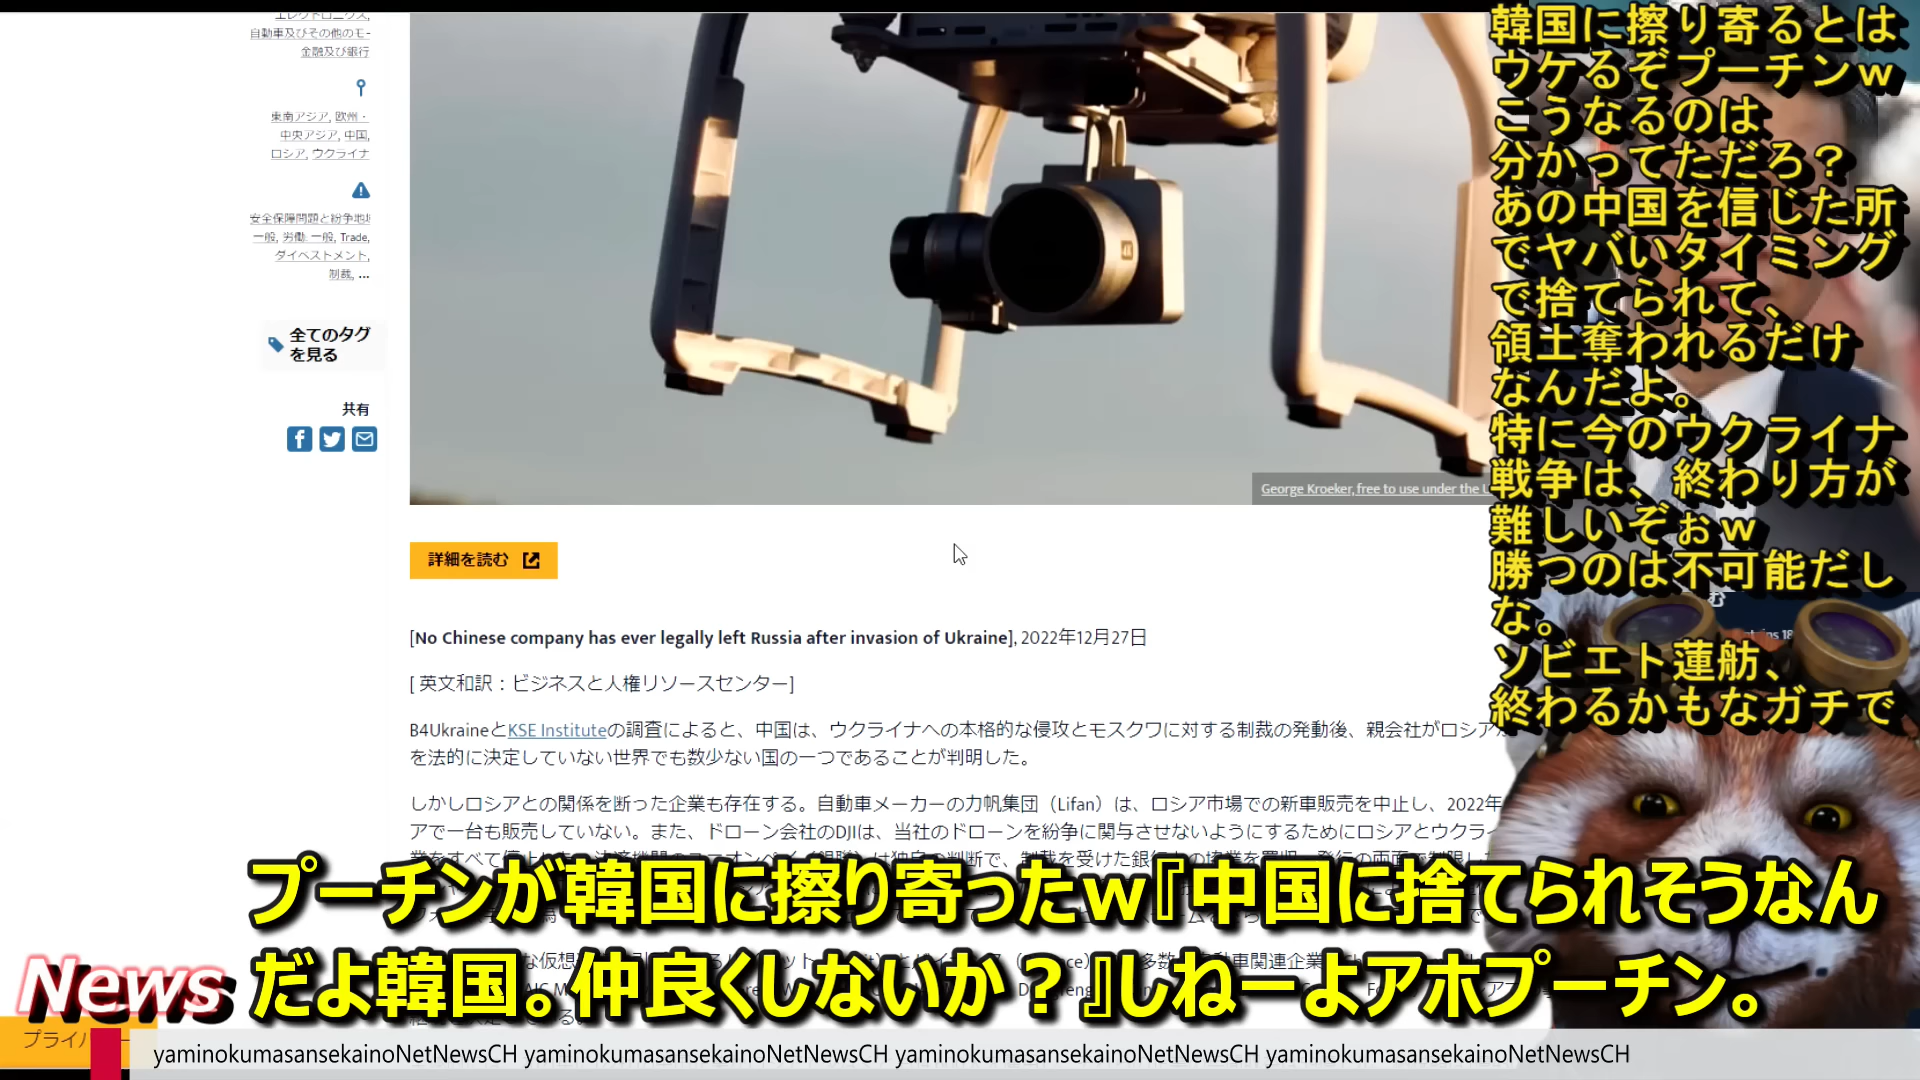 エレクトロニクス,
自動車及びその他のモー
金融及び銀行
東南アジア, 欧州・
中央アジア, 中国,
ロシア, ウクライナ
安全保障問題と紛争地域
一般, 労働 一般, Trade,
ダイベストメント,
制裁, ...
全てのタグ
を見る
共有
George Kroeker, free to use under the U
詳細を読む
[No Chinese company has ever legally left Russia after invasion of Ukraine], 2022年12月27日
[ 英文和訳：ビジネスと人権リソースセンター]
B4UkraineとKSE Instituteの調査によると、中国は、ウクライナへの本格的な侵攻とモスクワに対する制裁の発動後、親会社がロシア
を法的に決定していない世界でも数少ない国の一つであることが判明した。
しかしロシアとの関係を断った企業も存在する。自動車メーカーの力帆集団（Lifan）は、ロシア市場での新車販売を中止し、2022年
アで一台も販売していない。また、ドローン会社のDJIは、当社のドローンを紛争に関与させないようにするためにロシアとウクライ
韓国に擦り寄るとは
ウケるぞプーチンｗ
こうなるのは
分かってただろ？
あの中国を信じた所
でヤバいタイミング
で捨てられて、
領土奪われるだけ
なんだよ。
特に今のウクライナ
戦争は、終わり方が
難しいぞぉｗ
勝つのは不可能だし
な。
ソビエト蓮舫、
終わるかもなガチで
プーチンが韓国に擦り寄ったｗ『中国に捨てられそうなん
だよ韓国。仲良くしないか？』しねーよアホプーチン。
News
プライバ
yaminokumasansekainoNetNewsCH yaminokumasansekainoNetNewsCH yaminokumasansekainoNetNewsCH yaminokumasansekainoNetNewsCH